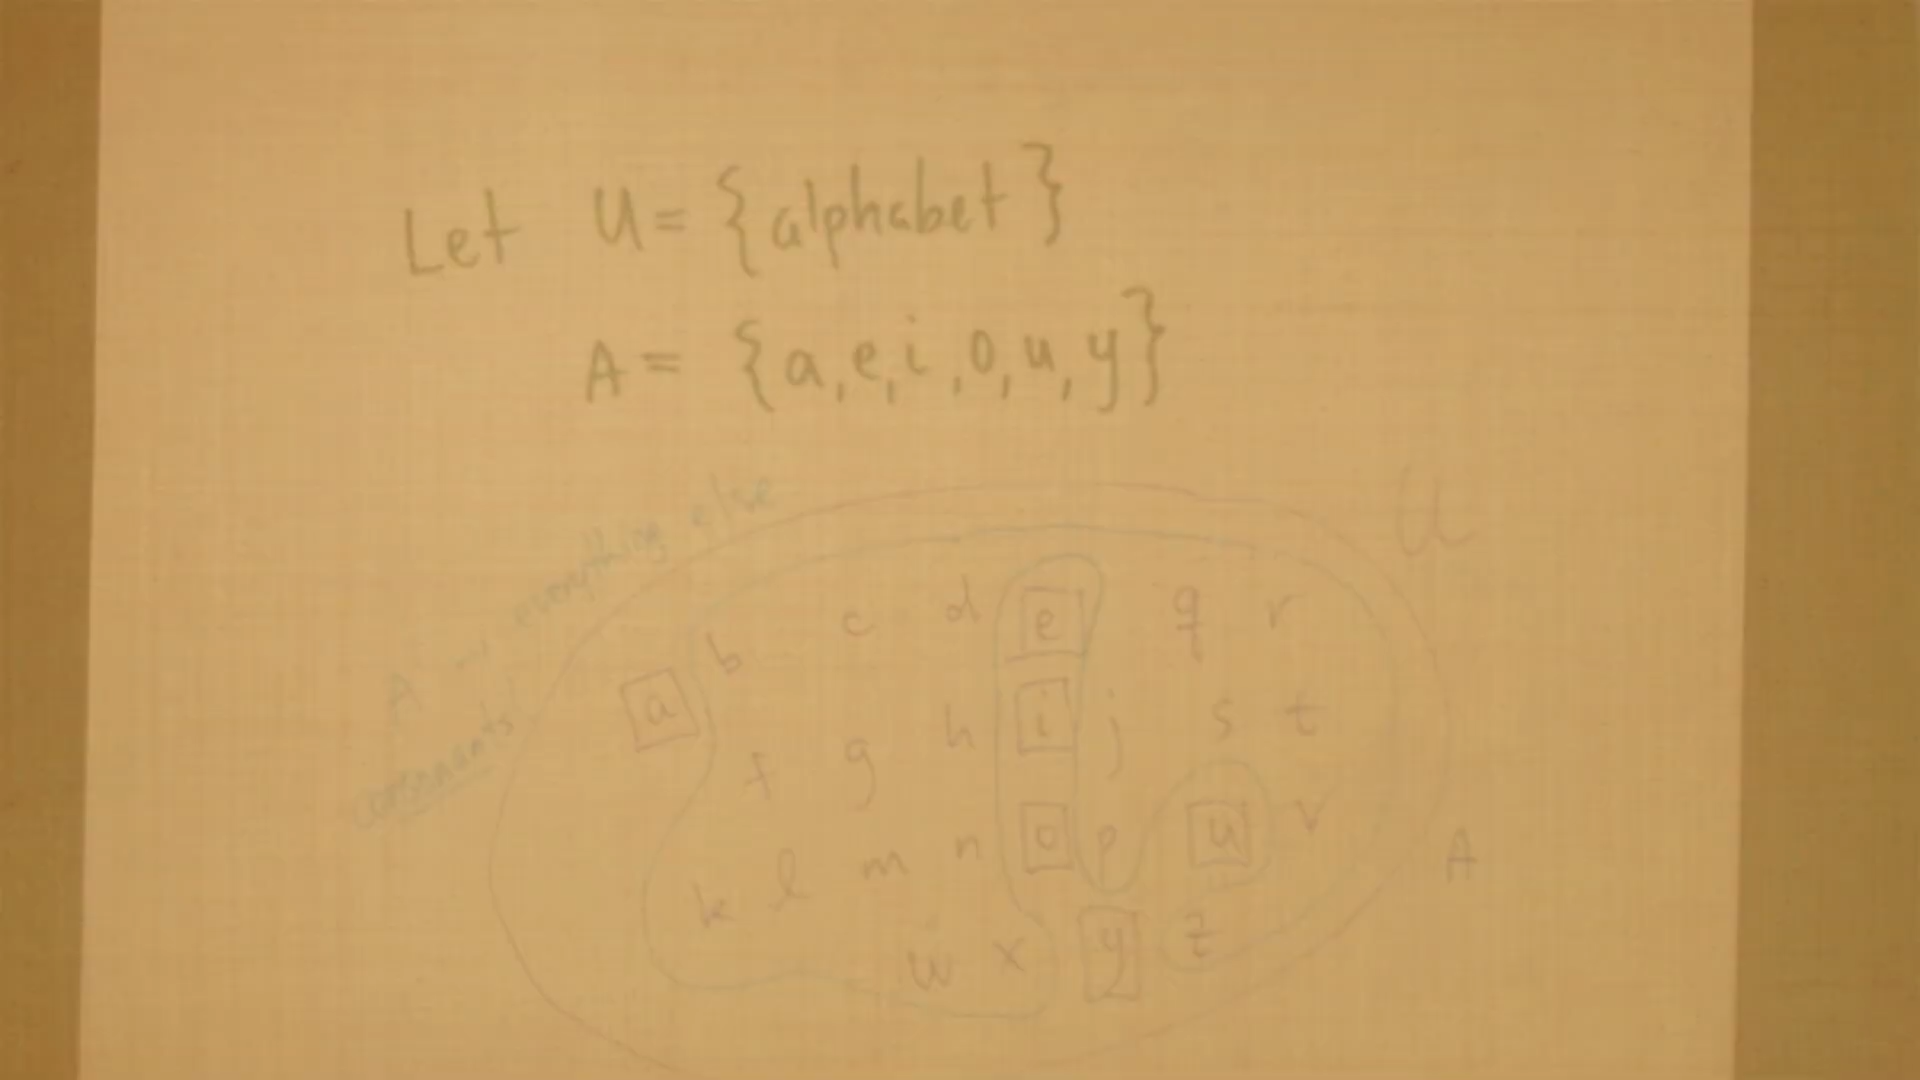 Let U = {alphabet}
A = {a, e, i, o, u, y}
A → everything else
consonants
U
b c d e q r
a
f g h i j s t
k l m n o p u v
A
w x y z